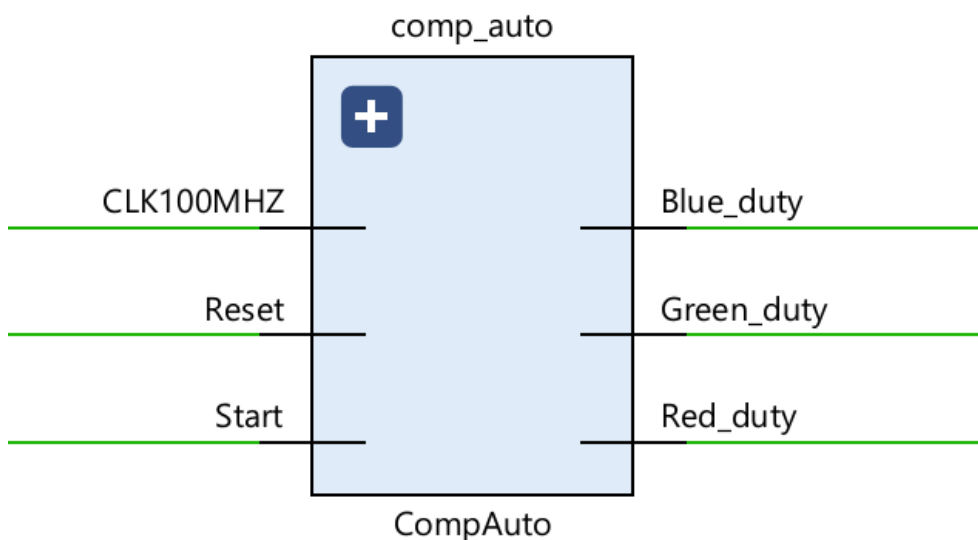 comp_auto
CLK100MHZ
Blue_duty
Reset
Green_duty
Start
Red_duty
CompAuto